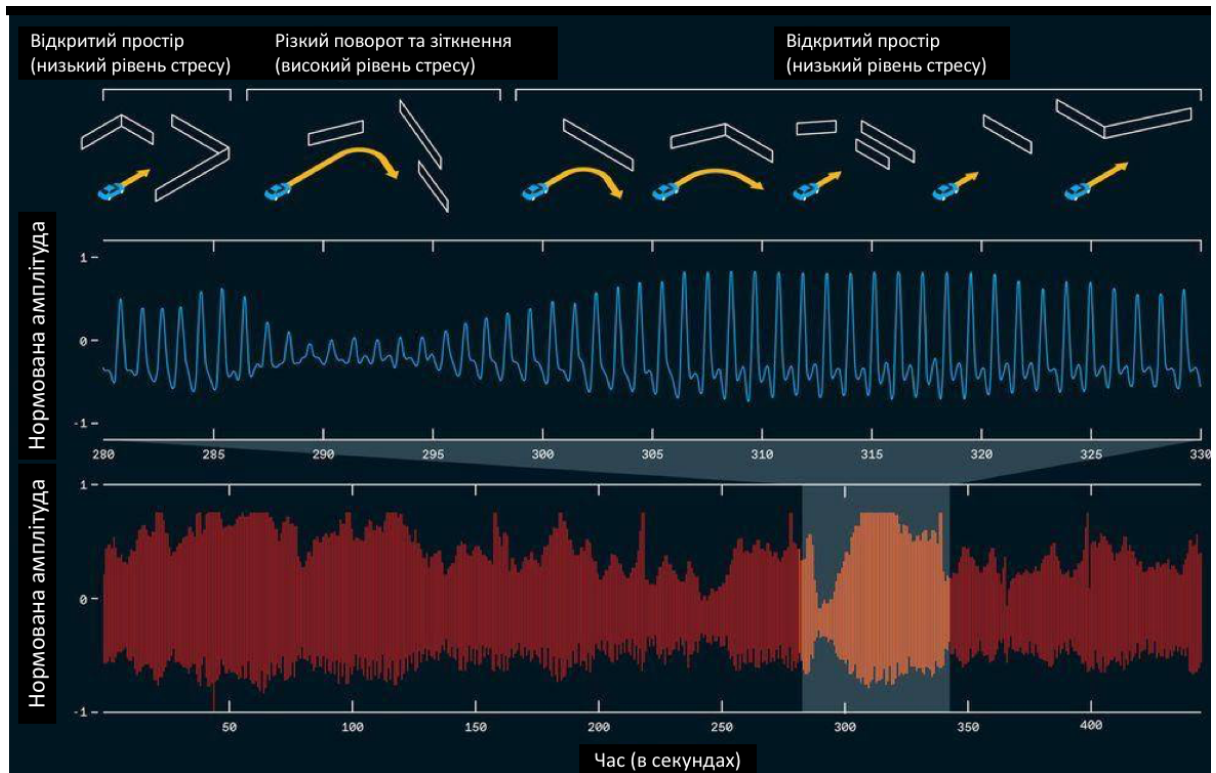 Відкритий простір
(низький рівень стресу)
Різкий поворот та зіткнення
(високий рівень стресу)
Відкритий простір
(низький рівень стресу)
Нормована амплітуда
1
0
-1
280 285 290 295 300 305 310 315 320 325 330
Нормована амплітуда
1
0
-1
50 100 150 200 250 300 350 400
Час (в секундах)